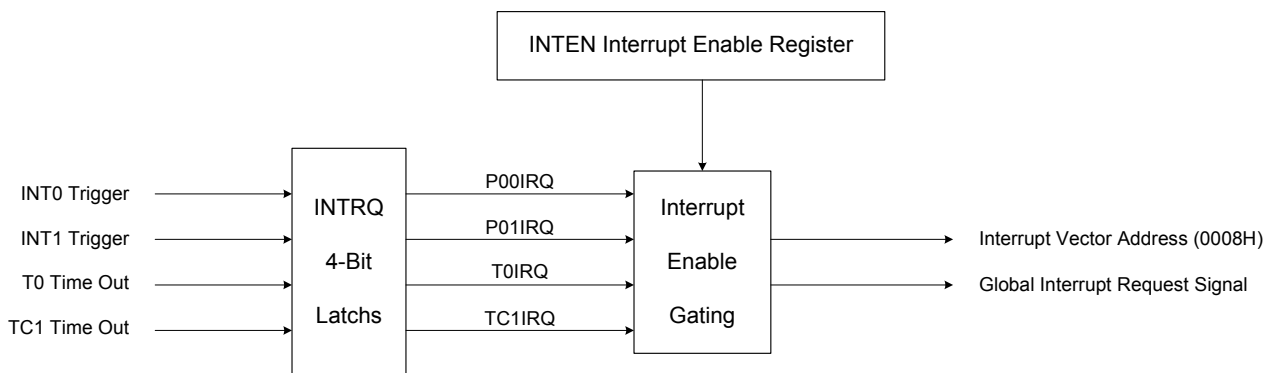 INTEN Interrupt Enable Register
INT0 Trigger
INT1 Trigger
T0 Time Out
TC1 Time Out
INTRQ
4-Bit
Latchs
P00IRQ
P01IRQ
T0IRQ
TC1IRQ
Interrupt
Enable
Gating
Interrupt Vector Address (0008H)
Global Interrupt Request Signal